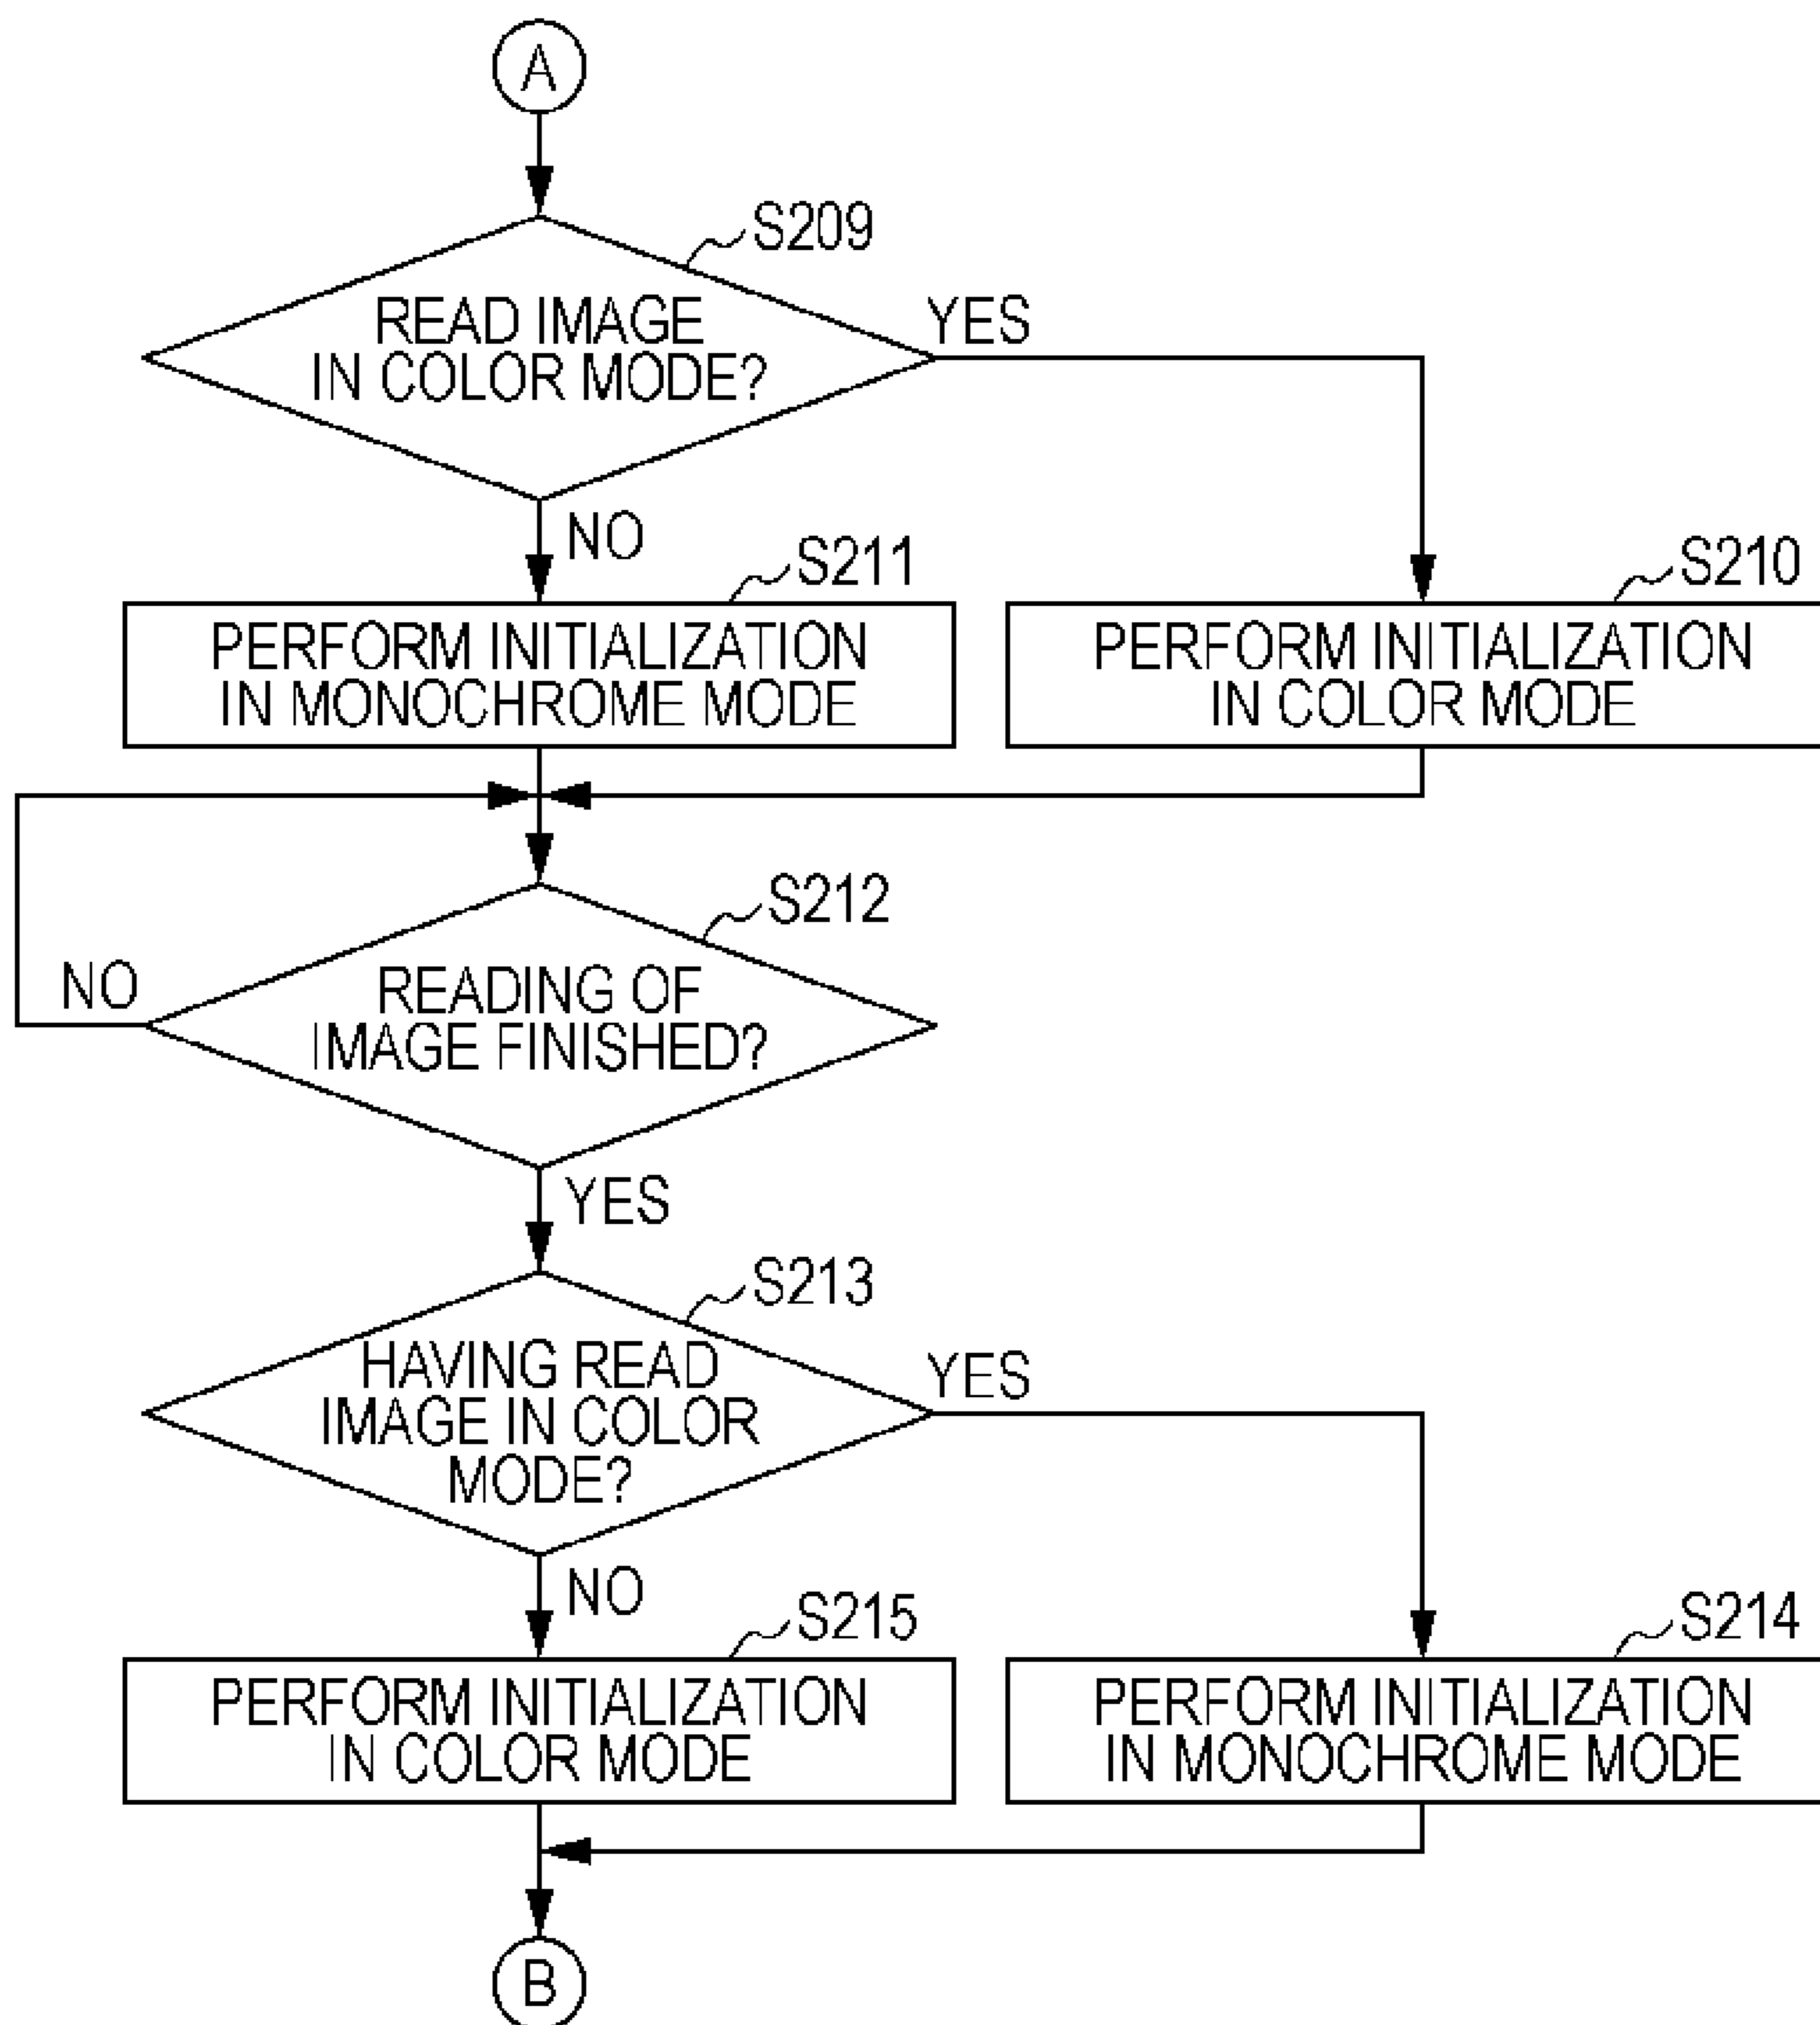 A
S209
READ IMAGE
IN COLOR MODE?
YES
NO
S211
S210
PERFORM INITIALIZATION
IN MONOCHROME MODE
PERFORM INITIALIZATION
IN COLOR MODE
S212
NO
READING OF
IMAGE FINISHED?
YES
S213
HAVING READ
IMAGE IN COLOR
MODE?
YES
NO
S215
S214
PERFORM INITIALIZATION
IN COLOR MODE
PERFORM INITIALIZATION
IN MONOCHROME MODE
B